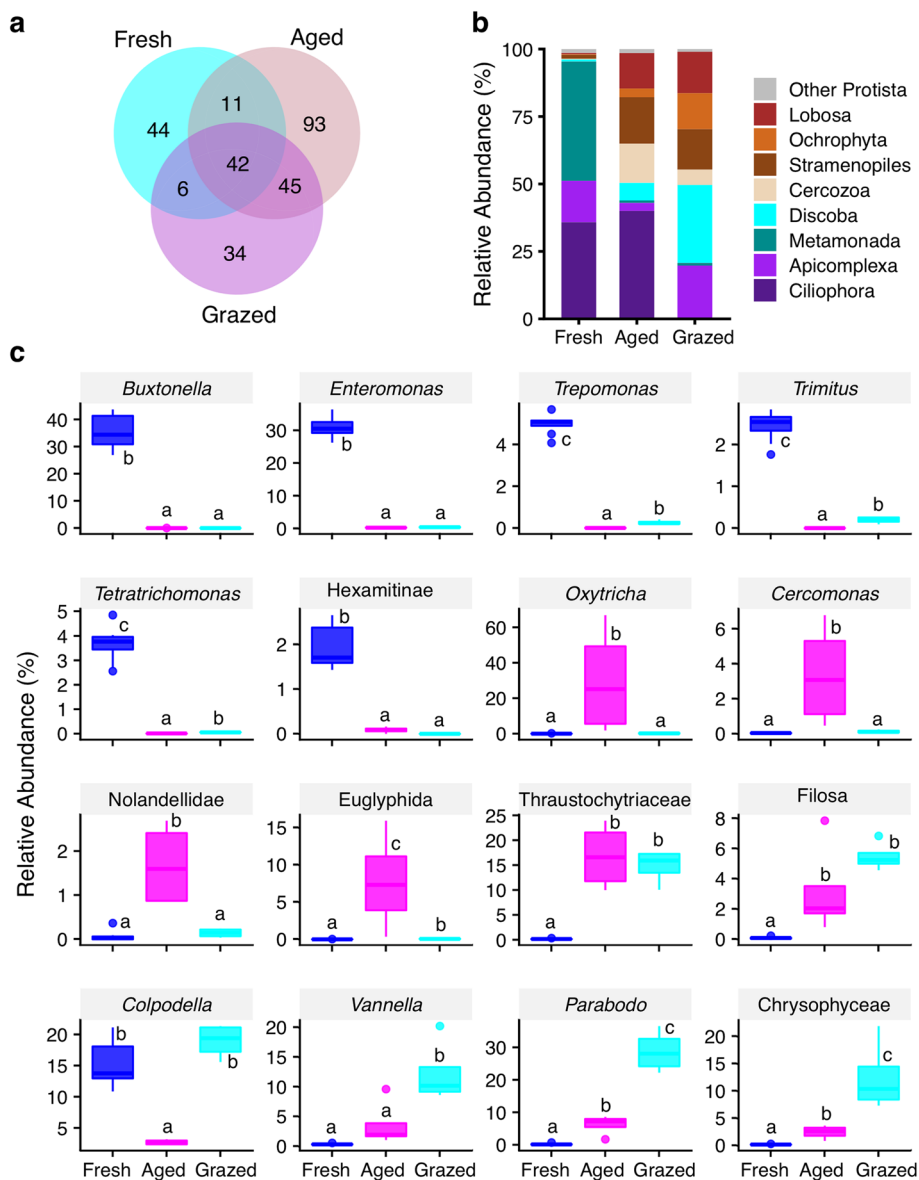 a
Fresh
Aged
11
44
93
42
6
45
34
Grazed
b
Relative Abundance (%)
100
75
50
25
0
Fresh Aged Grazed
Other Protista
Lobosa
Ochrophyta
Stramenopiles
Cercozoa
Discoba
Metamonada
Apicomplexa
Ciliophora
c
Relative Abundance (%)
Buxtonella
40
30
20
10
0
b
a
a
Enteromonas
30
20
10
0
b
a
a
Trepomonas
4
2
0
c
a
b
Trimitus
2
1
0
c
a
b
Tetratrichomonas
5
4
3
4
1
0
c
a
b
Hexamitinae
2
1
0
b
a
a
Oxytricha
60
40
20
0
a
b
a
Cercomonas
6
4
2
0
a
b
a
Nolandellidae
2
1
0
a
b
Euglyphida
15
10
5
0
a
c
b
Thraustochytriaceae
25
20
15
10
5
0
a
b
b
Filosa
8
6
4
2
0
a
b
b
Colpodella
20
15
10
5
b
a
b
Fresh Aged Grazed
Vannella
20
15
10
5
0
a
a
b
Fresh Aged Grazed
Parabodo
30
20
10
0
a
b
c
Fresh Aged Grazed
Chrysophyceae
20
15
10
5
0
a
b
c
Fresh Aged Grazed